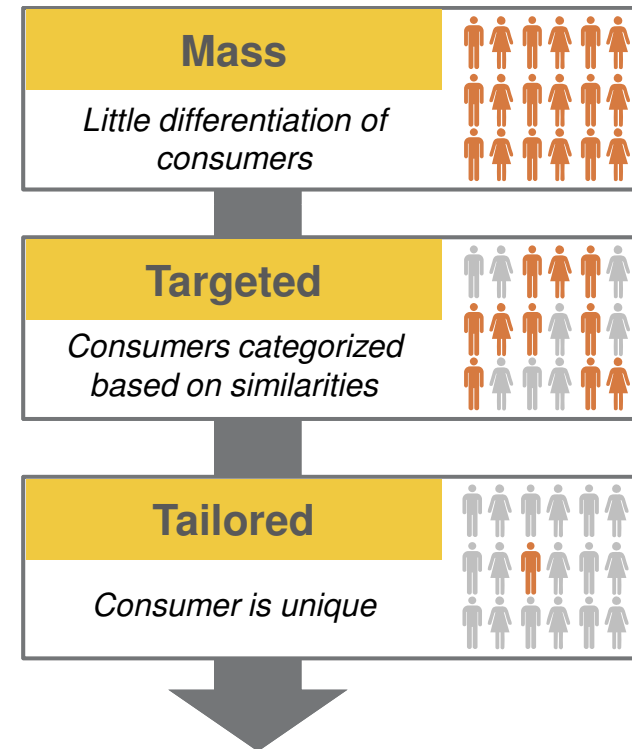 Mass
Little differentiation of
consumers
Targeted
Consumers categorized
based on similarities
Tailored
Consumer is unique